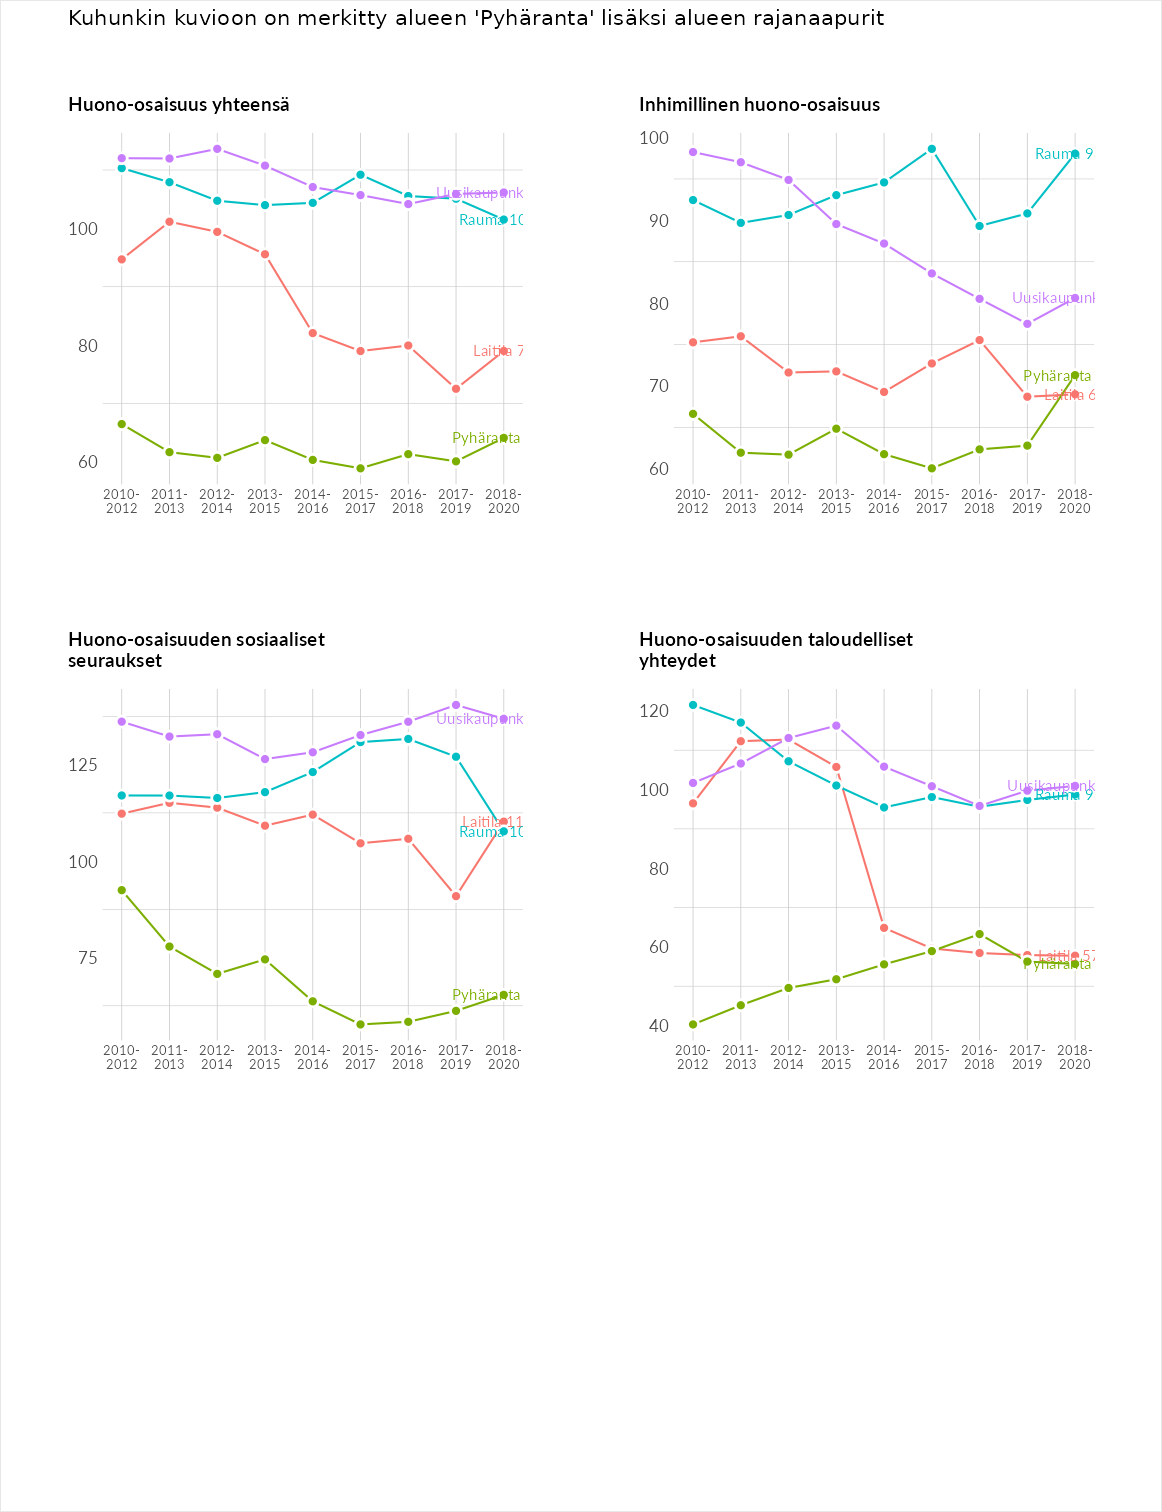 Kuhunkin kuvioon on merkitty alueen 'Pyhäranta' lisäksi alueen rajanaapurit
Huono-osaisuus yhteensä
100
80
60
Uusikaupunk
Rauma 10
Laitila 7
Pyhäranta
2010- 2011- 2012- 2013- 2014- 2015- 2016- 2017- 2018-
2012 2013 2014 2015 2016 2017 2018 2019 2020
Inhimillinen huono-osaisuus
100
90
80
70
60
Rauma 9
Uusikaupunk
Pyhäranta
Laitila 6
2010- 2011- 2012- 2013- 2014- 2015- 2016- 2017- 2018-
2012 2013 2014 2015 2016 2017 2018 2019 2020
Huono-osaisuuden sosiaaliset
seuraukset
125
100
75
Uusikaupunk
Laitila 11
Rauma 10
Pyhäranta
2010- 2011- 2012- 2013- 2014- 2015- 2016- 2017- 2018-
2012 2013 2014 2015 2016 2017 2018 2019 2020
Huono-osaisuuden taloudelliset
yhteydet
120
100
80
60
40
Uusikaupunk
Rauma 9
Laitila 57
Pyhäranta
2010- 2011- 2012- 2013- 2014- 2015- 2016- 2017- 2018-
2012 2013 2014 2015 2016 2017 2018 2019 2020